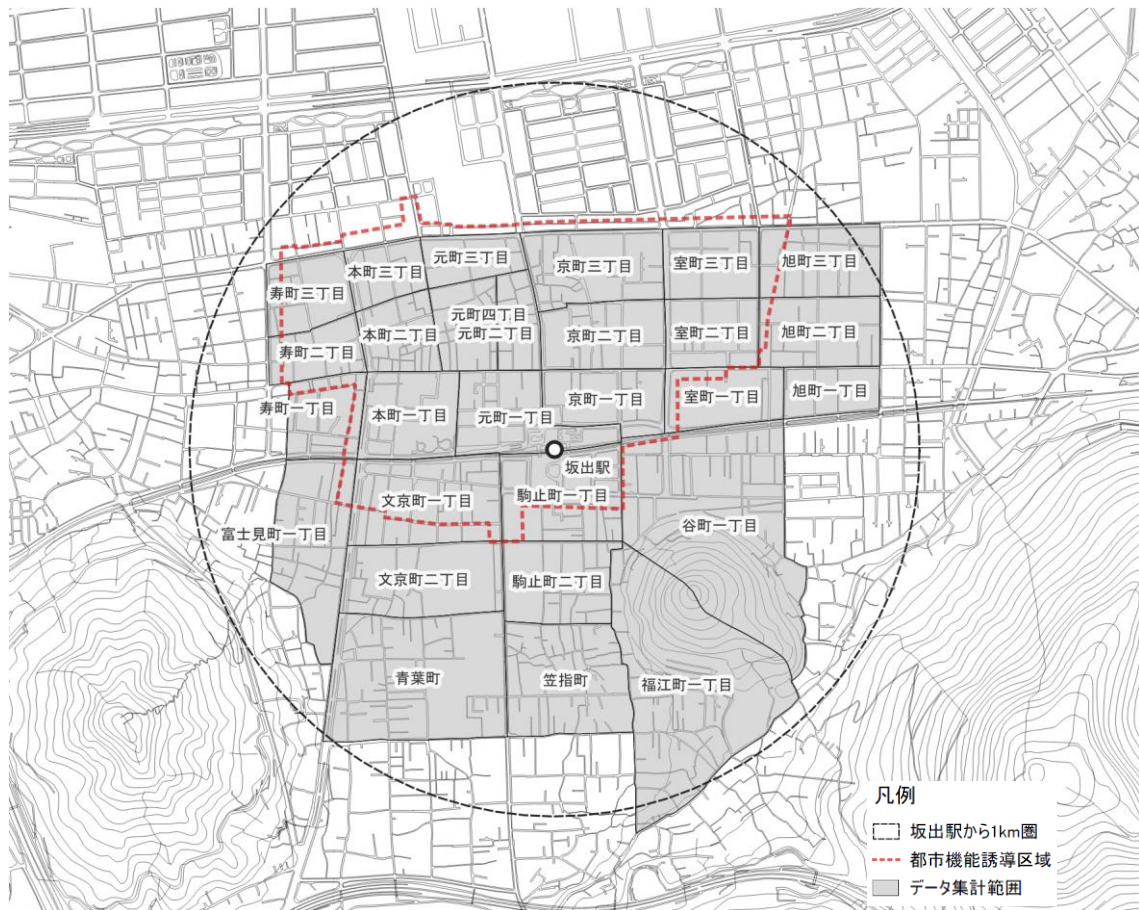 元町三丁目
京町三丁目
室町三丁目
旭町三丁目
本町三丁目
寿町三丁目
元町四丁目
元町二丁目
本町二丁目
京町二丁目
室町二丁目
旭町二丁目
寿町二丁目
寿町一丁目
本町一丁目
元町一丁目
京町一丁目
室町一丁目
旭町一丁目
坂出駅
文京町一丁目
駒止町一丁目
谷町一丁目
富士見町一丁目
文京町二丁目
駒止町二丁目
青葉町
笠指町
福江町一丁目
凡例
坂出駅から1km圏
都市機能誘導区域
データ集計範囲